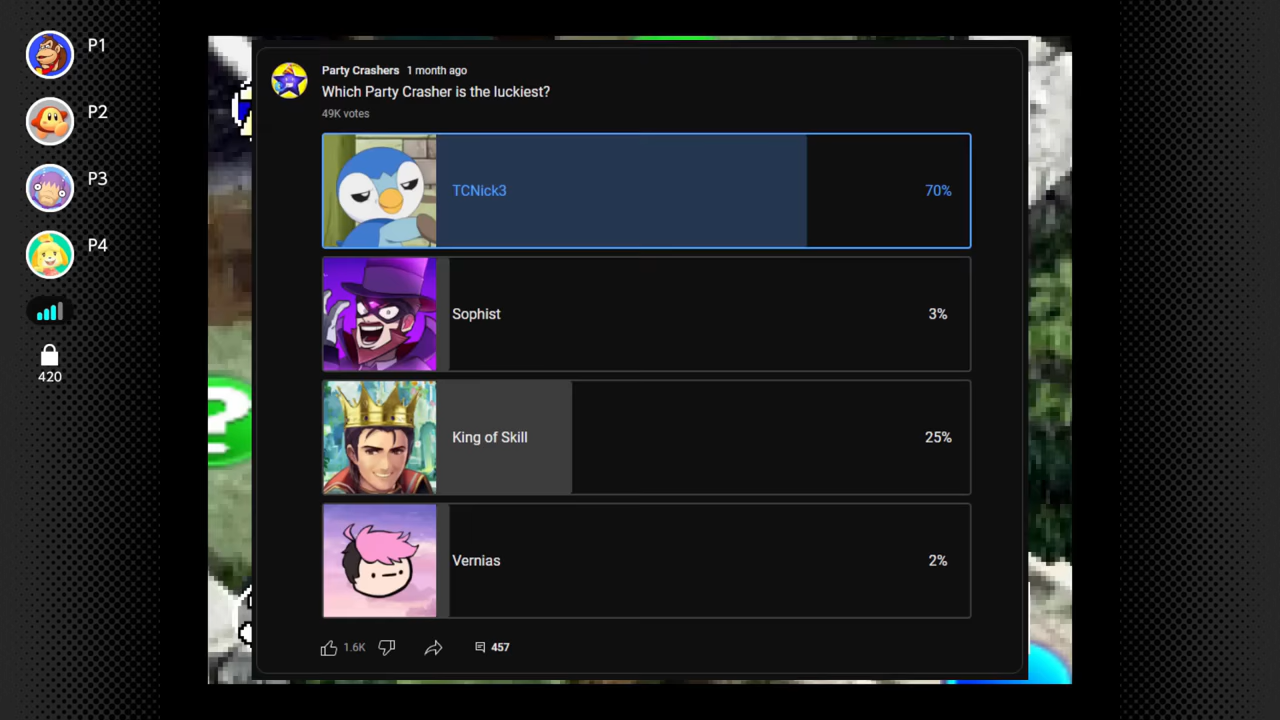 P1
P2
P3
P4
420
Party Crashers 1 month ago
Which Party Crasher is the luckiest?
49K votes
TCNick3 70%
Sophist 3%
King of Skill 25%
Vernias 2%
1.6K 457
?